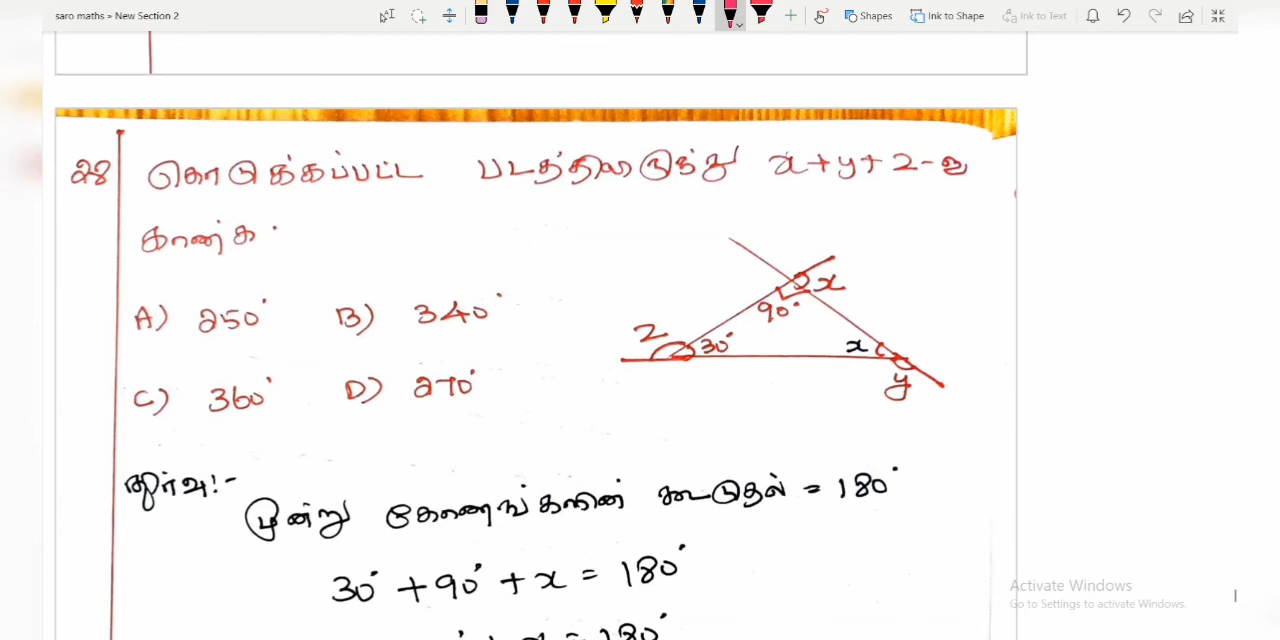 saro maths > New Section 2
Shapes Ink to Shape Ink to Text
28 கொடுக்கப்பட்ட படத்திலிருந்து x+y+z-ஐ
காண்க.
A) 250° B) 340°
C) 360° D) 270°
x
90°
z 30° x
y
தீர்வு:-
மூன்று கோணங்களின் கூடுதல் = 180°
30° + 90° + x = 180°
= 180°
Activate Windows
Go to Settings to activate Windows.